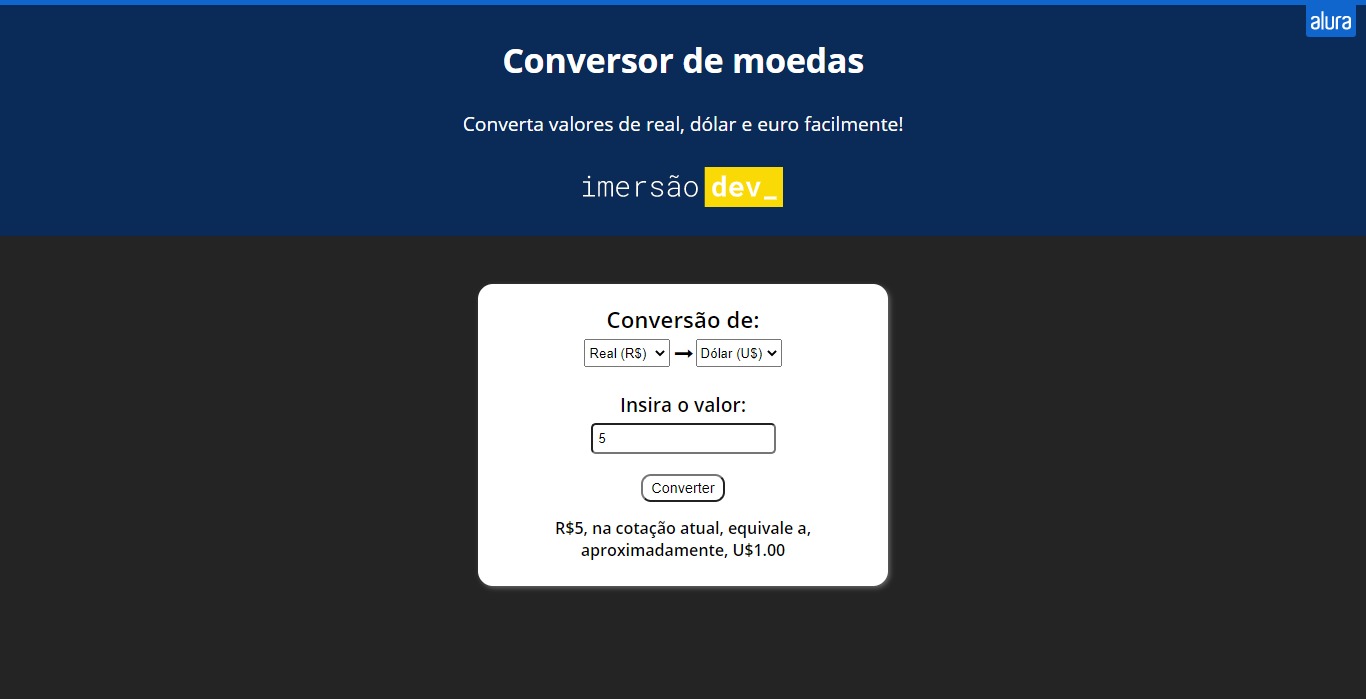 alura
Conversor de moedas
Converta valores de real, dólar e euro facilmente!
imersão dev_
Conversão de:
Real (R$) ➞ Dólar (U$)
Insira o valor:
5
Converter
R$5, na cotação atual, equivale a,
aproximadamente, U$1.00